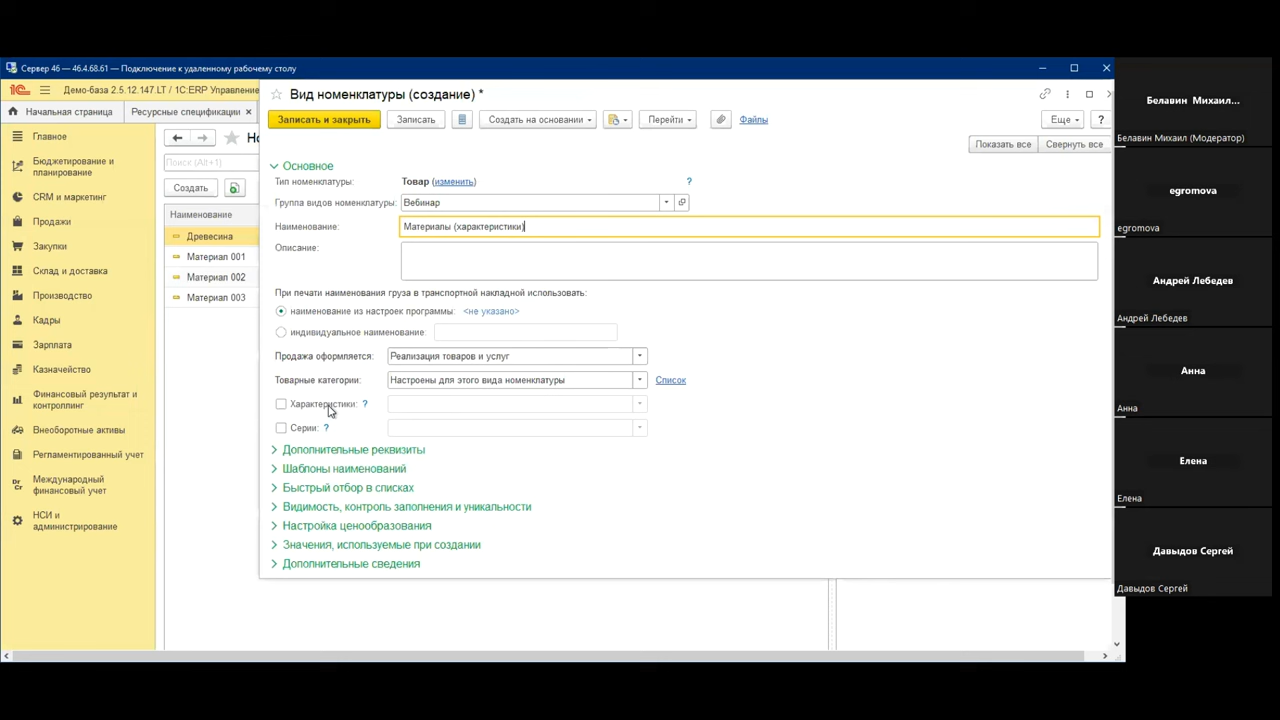 Сервер 46 — 46.4.68.61 — Подключение к удаленному рабочему столу
Демо-база 2.5.12.147.LT / 1С:ERP Управление
Начальная страница
Ресурсные спецификации ×
Главное
Бюджетирование и
планирование
CRM и маркетинг
Продажи
Закупки
Склад и доставка
Производство
Кадры
Зарплата
Казначейство
Финансовый результат и
контроллинг
Внеоборотные активы
Регламентированный учет
Международный
финансовый учет
НСИ и
администрирование
Но
Поиск (Alt+1)
Создать
Наименование
Древесина
Материал 001
Материал 002
Материал 003
Вид номенклатуры (создание) *
Записать и закрыть
Записать
Создать на основании
Перейти
Файлы
Еще
?
Показать все
Свернуть все
Основное
Тип номенклатуры: Товар (изменить) ?
Группа видов номенклатуры: Вебинар
Наименование: Материалы (характеристики)
Описание:
При печати наименования груза в транспортной накладной использовать:
наименование из настроек программы: <не указано>
индивидуальное наименование:
Продажа оформляется: Реализация товаров и услуг
Товарные категории: Настроены для этого вида номенклатуры Список
Характеристики: ?
Серии: ?
Дополнительные реквизиты
Шаблоны наименований
Быстрый отбор в списках
Видимость, контроль заполнения и уникальности
Настройка ценообразования
Значения, используемые при создании
Дополнительные сведения
Белавин Михаил...
Белавин Михаил (Модератор)
egromova
egromova
Андрей Лебедев
Андрей Лебедев
Анна
Анна
Елена
Елена
Давыдов Сергей
Давыдов Сергей